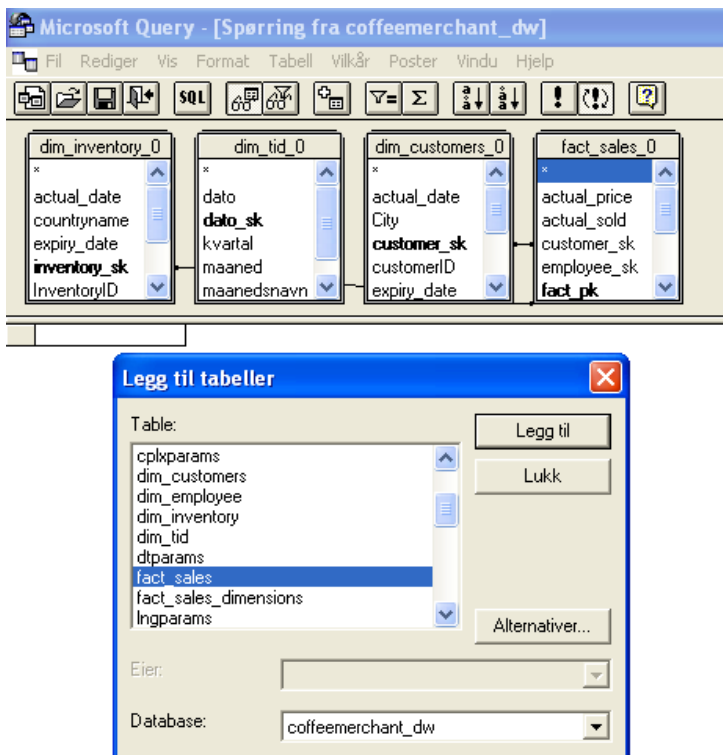 Microsoft Query - [Spørring fra coffeemerchant_dw]
Fil Rediger Vis Format Tabell Vilkår Poster Vindu Hjelp
SQL
dim_inventory_0
*
actual_date
countryname
expiry_date
inventory_sk
InventoryID
dim_tid_0
*
dato
dato_sk
kvartal
maaned
maanedsnavn
dim_customers_0
*
actual_date
City
customer_sk
customerID
expiry_date
fact_sales_0
*
actual_price
actual_sold
customer_sk
employee_sk
fact_pk
Legg til tabeller
Table:
cplxparams
dim_customers
dim_employee
dim_inventory
dim_tid
dtparams
fact_sales
fact_sales_dimensions
lngparams
Legg til
Lukk
Alternativer...
Eier:
Database:
coffeemerchant_dw